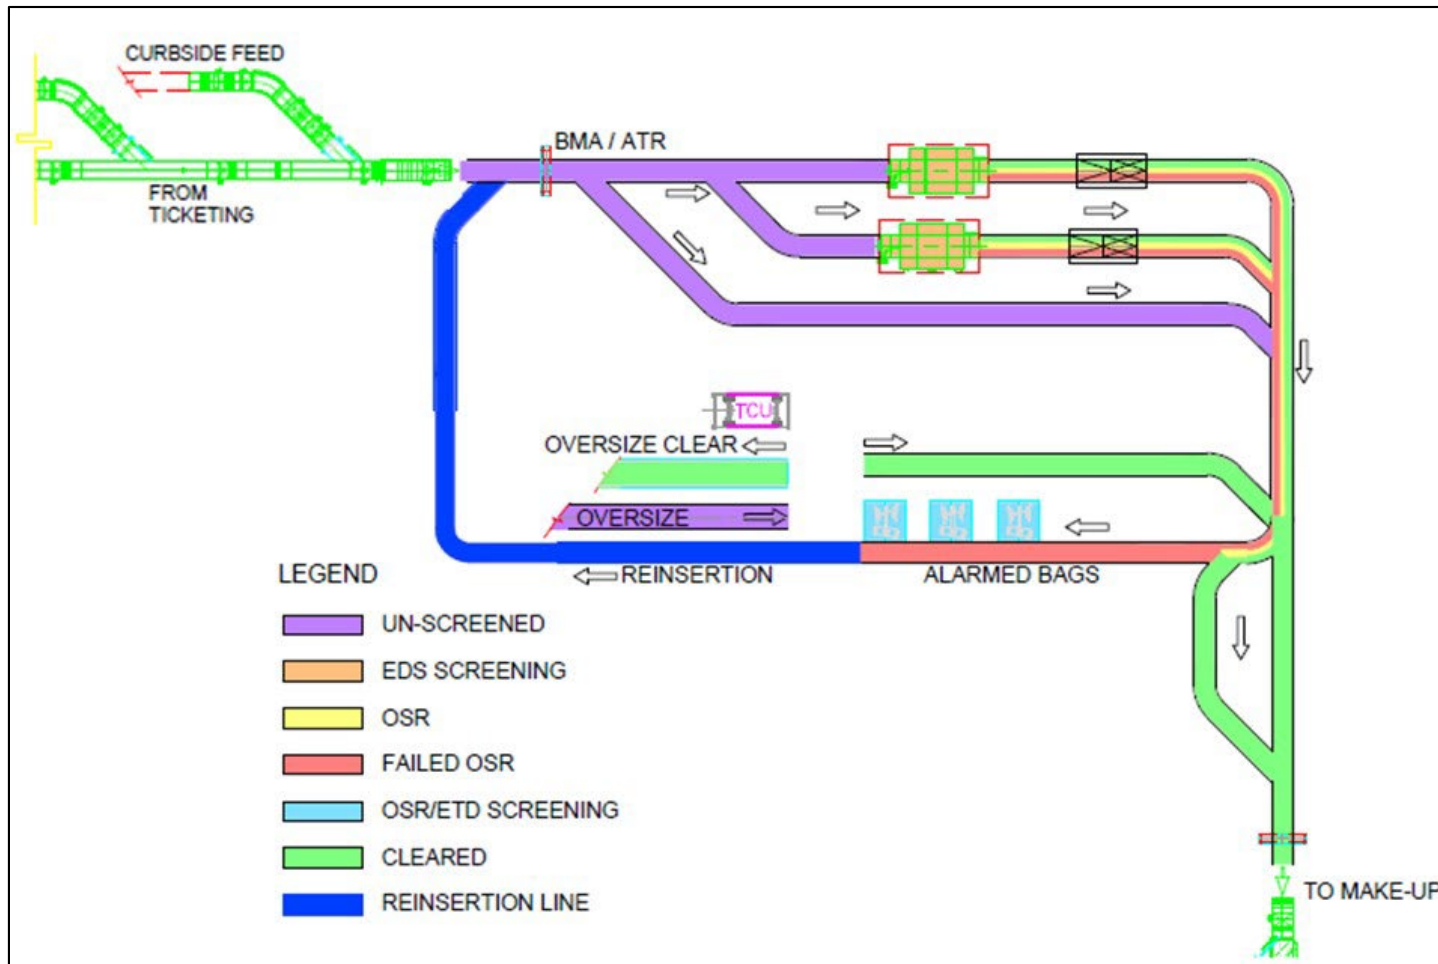 CURBSIDE FEED
BMA / ATR
FROM
TICKETING
TCU
OVERSIZE CLEAR
OVERSIZE
REINSERTION
ALARMED BAGS
LEGEND
UN-SCREENED
EDS SCREENING
OSR
FAILED OSR
OSR/ETD SCREENING
CLEARED
REINSERTION LINE
TO MAKE-UP